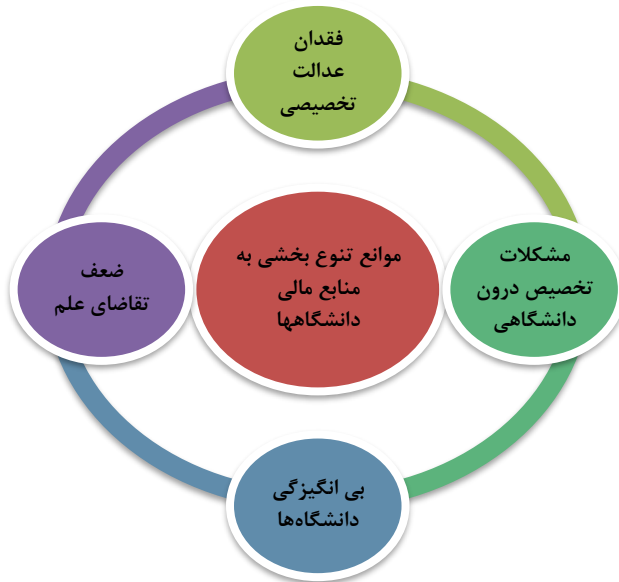 فقدان
عدالت
تخصیصی
مشکلات
تخصیص درون
دانشگاهی
موانع تنوع بخشی به
منابع مالی
دانشگاهها
ضعف
تقاضای علم
بی انگیزگی
دانشگاه‌ها